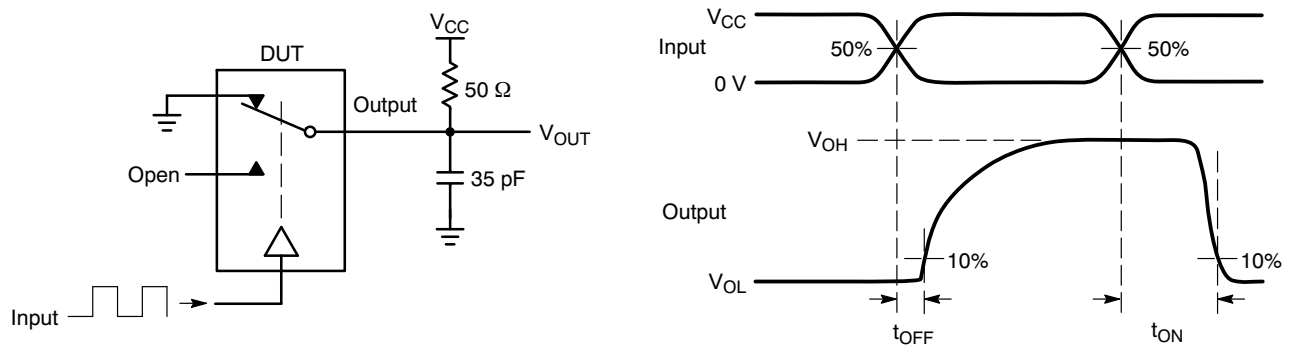 DUT
V_CC
50 Ω
Output
V_OUT
Open
35 pF
Input
V_CC
Input
50%
50%
0 V
V_OH
Output
10%
10%
V_OL
t_OFF
t_ON